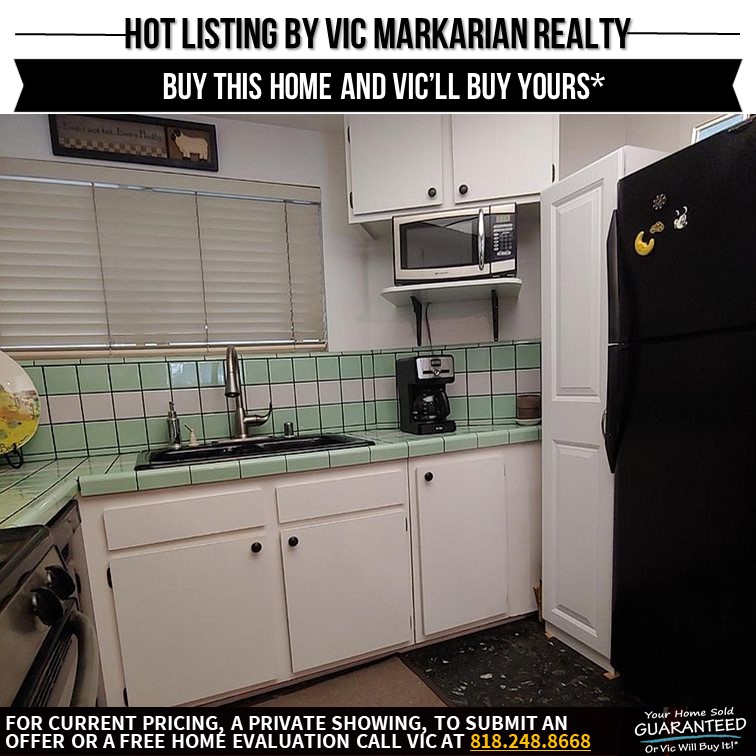 HOT LISTING BY VIC MARKARIAN REALTY
BUY THIS HOME AND VIC'LL BUY YOURS*
FOR CURRENT PRICING, A PRIVATE SHOWING, TO SUBMIT AN
OFFER OR A FREE HOME EVALUATION CALL VIC AT 818.248.8668
Your Home Sold
GUARANTEED
Or Vic Will Buy It!